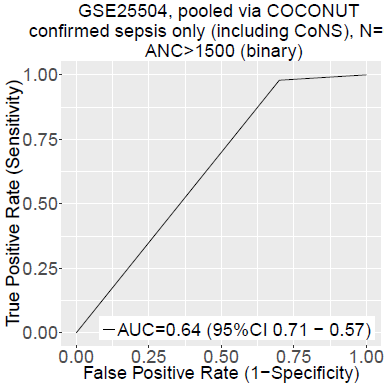 GSE25504, pooled via COCONUT
confirmed sepsis only (including CoNS), N=
ANC>1500 (binary)
True Positive Rate (Sensitivity)
1.00
0.75
0.50
0.25
0.00
AUC=0.64 (95%CI 0.71 − 0.57)
0.00 0.25 0.50 0.75 1.00
False Positive Rate (1−Specificity)